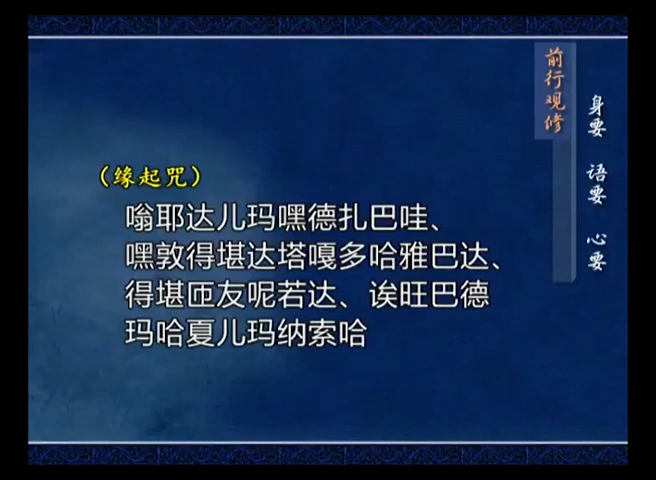 前行观修
身要 语要 心要
（缘起咒）
嗡耶达儿玛嘿德扎巴哇、
嘿敦得堪达塔嘎多哈雅巴达、
得堪匝友呢若达、诶旺巴德
玛哈夏儿玛纳索哈